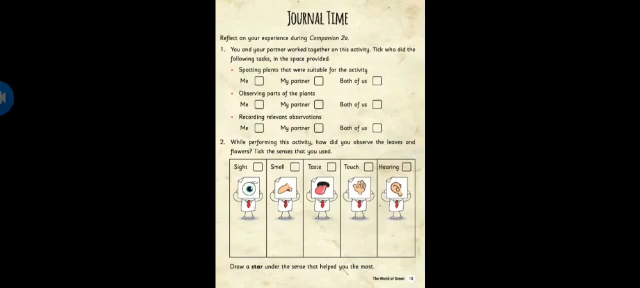 JOURNAL TIME
Reflect on your experience during Companion 2a.
1. You and your partner worked together on this activity. Tick who did the
following tasks, in the space provided.
• Spotting plants that were suitable for the activity
Me My partner Both of us
• Observing parts of the plants
Me My partner Both of us
• Recording relevant observations
Me My partner Both of us
2. While performing this activity, how did you observe the leaves and
flowers? Tick the senses that you used.
Sight Smell Taste Touch Hearing
Draw a star under the sense that helped you the most.
The World of Green